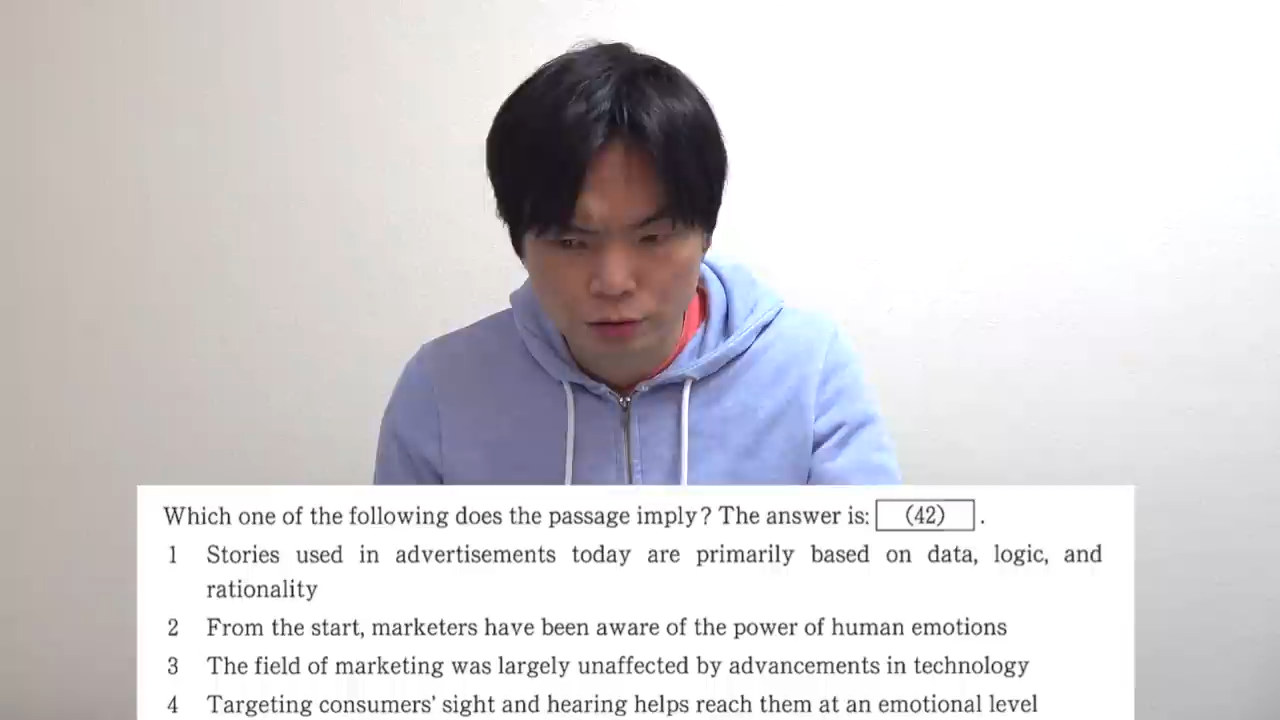 Which one of the following does the passage imply? The answer is: (42) .
1 Stories used in advertisements today are primarily based on data, logic, and
rationality
2 From the start, marketers have been aware of the power of human emotions
3 The field of marketing was largely unaffected by advancements in technology
4 Targeting consumers' sight and hearing helps reach them at an emotional level